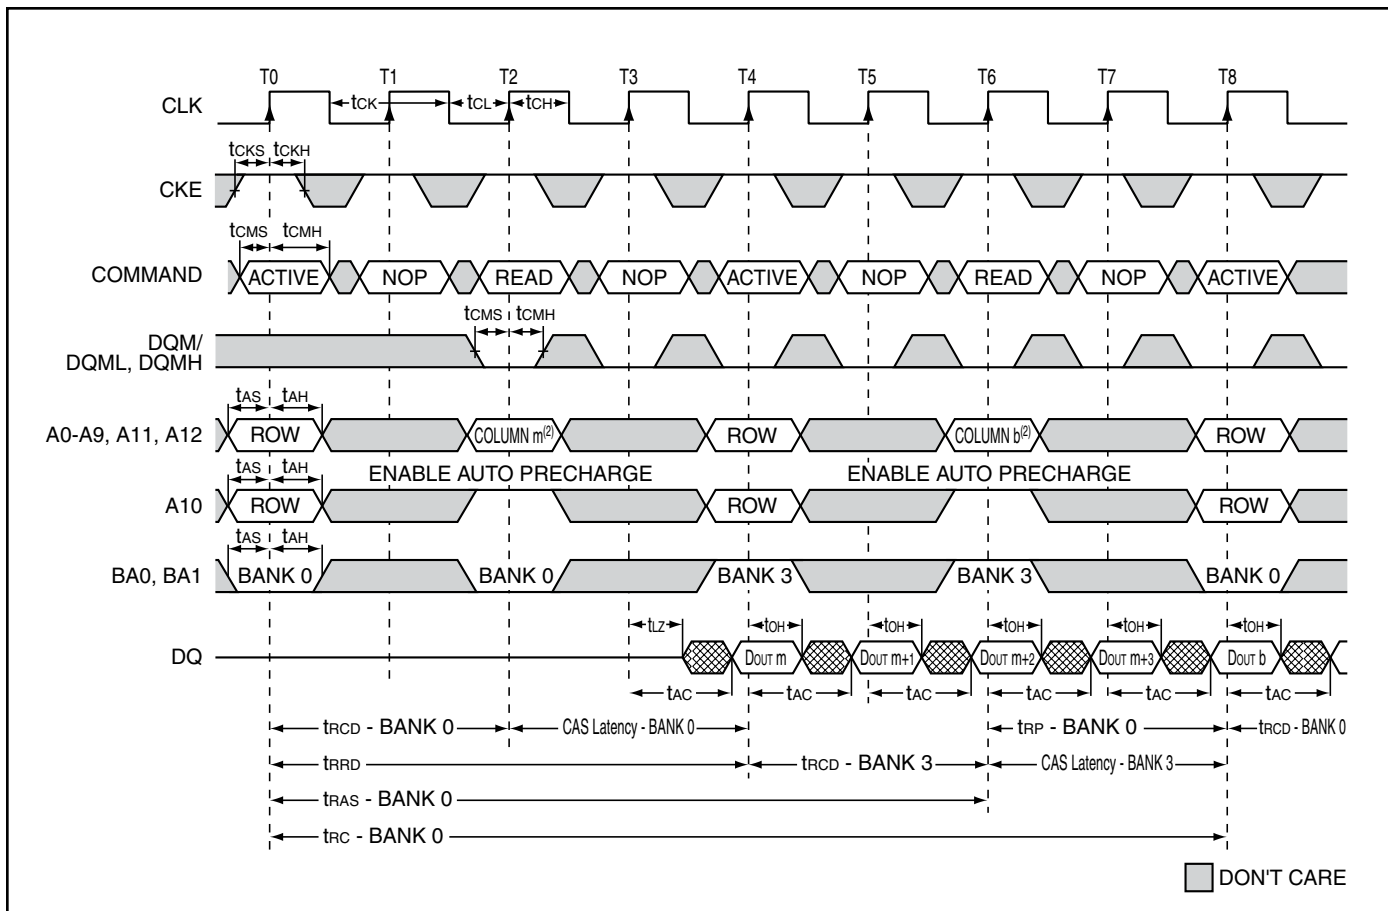 T0 T1 T2 T3 T4 T5 T6 T7 T8
CLK tCK tCL tCH
tCKS tCKH
CKE
tCMS tCMH
COMMAND ACTIVE NOP READ NOP ACTIVE NOP READ NOP ACTIVE
tCMS tCMH
DQM/
DQML, DQMH
tAS tAH
A0-A9, A11, A12 ROW COLUMN m(2) ROW COLUMN b(2) ROW
tAS tAH ENABLE AUTO PRECHARGE ENABLE AUTO PRECHARGE
A10 ROW ROW ROW
tAS tAH
BA0, BA1 BANK 0 BANK 0 BANK 3 BANK 3 BANK 0
tLZ tOH tOH tOH tOH tOH
DQ DOUT m DOUT m+1 DOUT m+2 DOUT m+3 DOUT b
tAC tAC tAC tAC tAC tAC
tRCD - BANK 0 CAS Latency - BANK 0 tRP - BANK 0 tRCD - BANK 0
tRRD tRCD - BANK 3 CAS Latency - BANK 3
tRAS - BANK 0
tRC - BANK 0
DON'T CARE